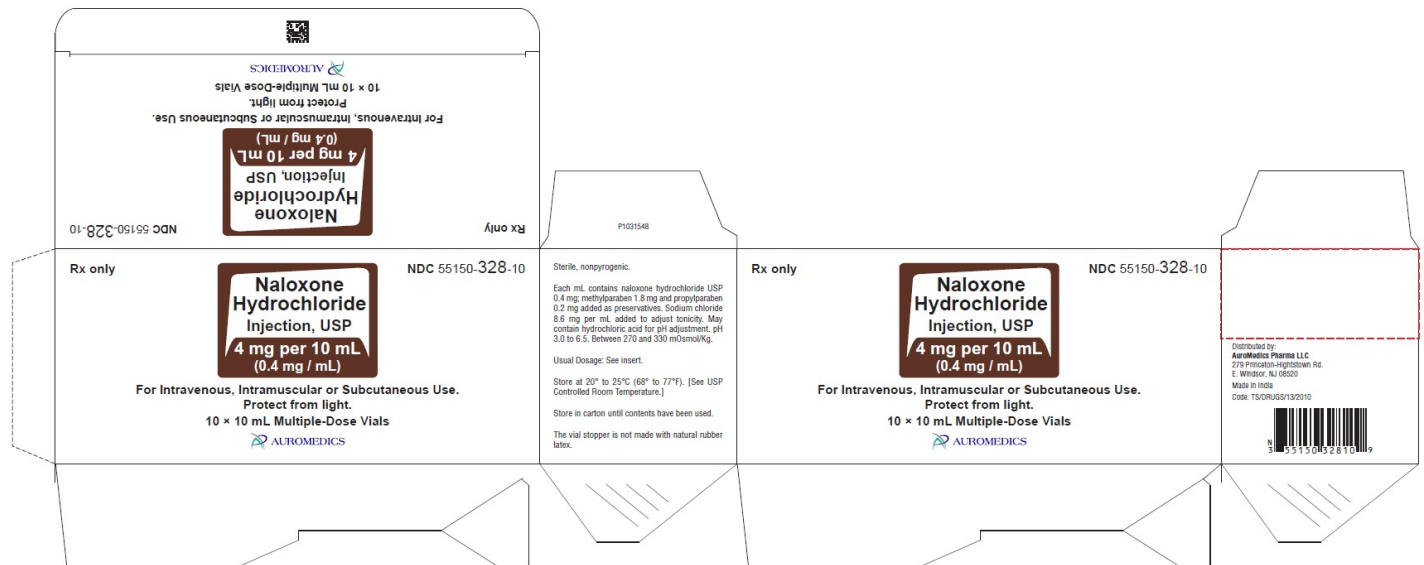 AUROMEDICS
10 × 10 mL Multiple-Dose Vials
Protect from light.
For Intravenous, Intramuscular or Subcutaneous Use.
(0.4 mg / mL)
4 mg per 10 mL
Injection, USP
Hydrochloride
Naloxone
NDC 55150-328-10
Rx only
Rx only
NDC 55150-328-10
Naloxone
Hydrochloride
Injection, USP
4 mg per 10 mL
(0.4 mg / mL)
For Intravenous, Intramuscular or Subcutaneous Use.
Protect from light.
10 × 10 mL Multiple-Dose Vials
AUROMEDICS
P1031548
Sterile, nonpyrogenic.
Each mL contains naloxone hydrochloride USP
0.4 mg; methylparaben 1.8 mg and propylparaben
0.2 mg added as preservatives. Sodium chloride
8.6 mg per mL added to adjust tonicity. May
contain hydrochloric acid for pH adjustment. pH
3.0 to 6.5. Between 270 and 330 mOsmol/Kg.
Usual Dosage: See insert.
Store at 20° to 25°C (68° to 77°F). [See USP
Controlled Room Temperature.]
Store in carton until contents have been used.
The vial stopper is not made with natural rubber
latex.
Rx only
NDC 55150-328-10
Naloxone
Hydrochloride
Injection, USP
4 mg per 10 mL
(0.4 mg / mL)
For Intravenous, Intramuscular or Subcutaneous Use.
Protect from light.
10 × 10 mL Multiple-Dose Vials
AUROMEDICS
Distributed by:
AuroMedics Pharma LLC
279 Princeton-Hightstown Rd.
E. Windsor, NJ 08520
Made in India
Code: TS/DRUGS/13/2010
N
3 55150 32810 9